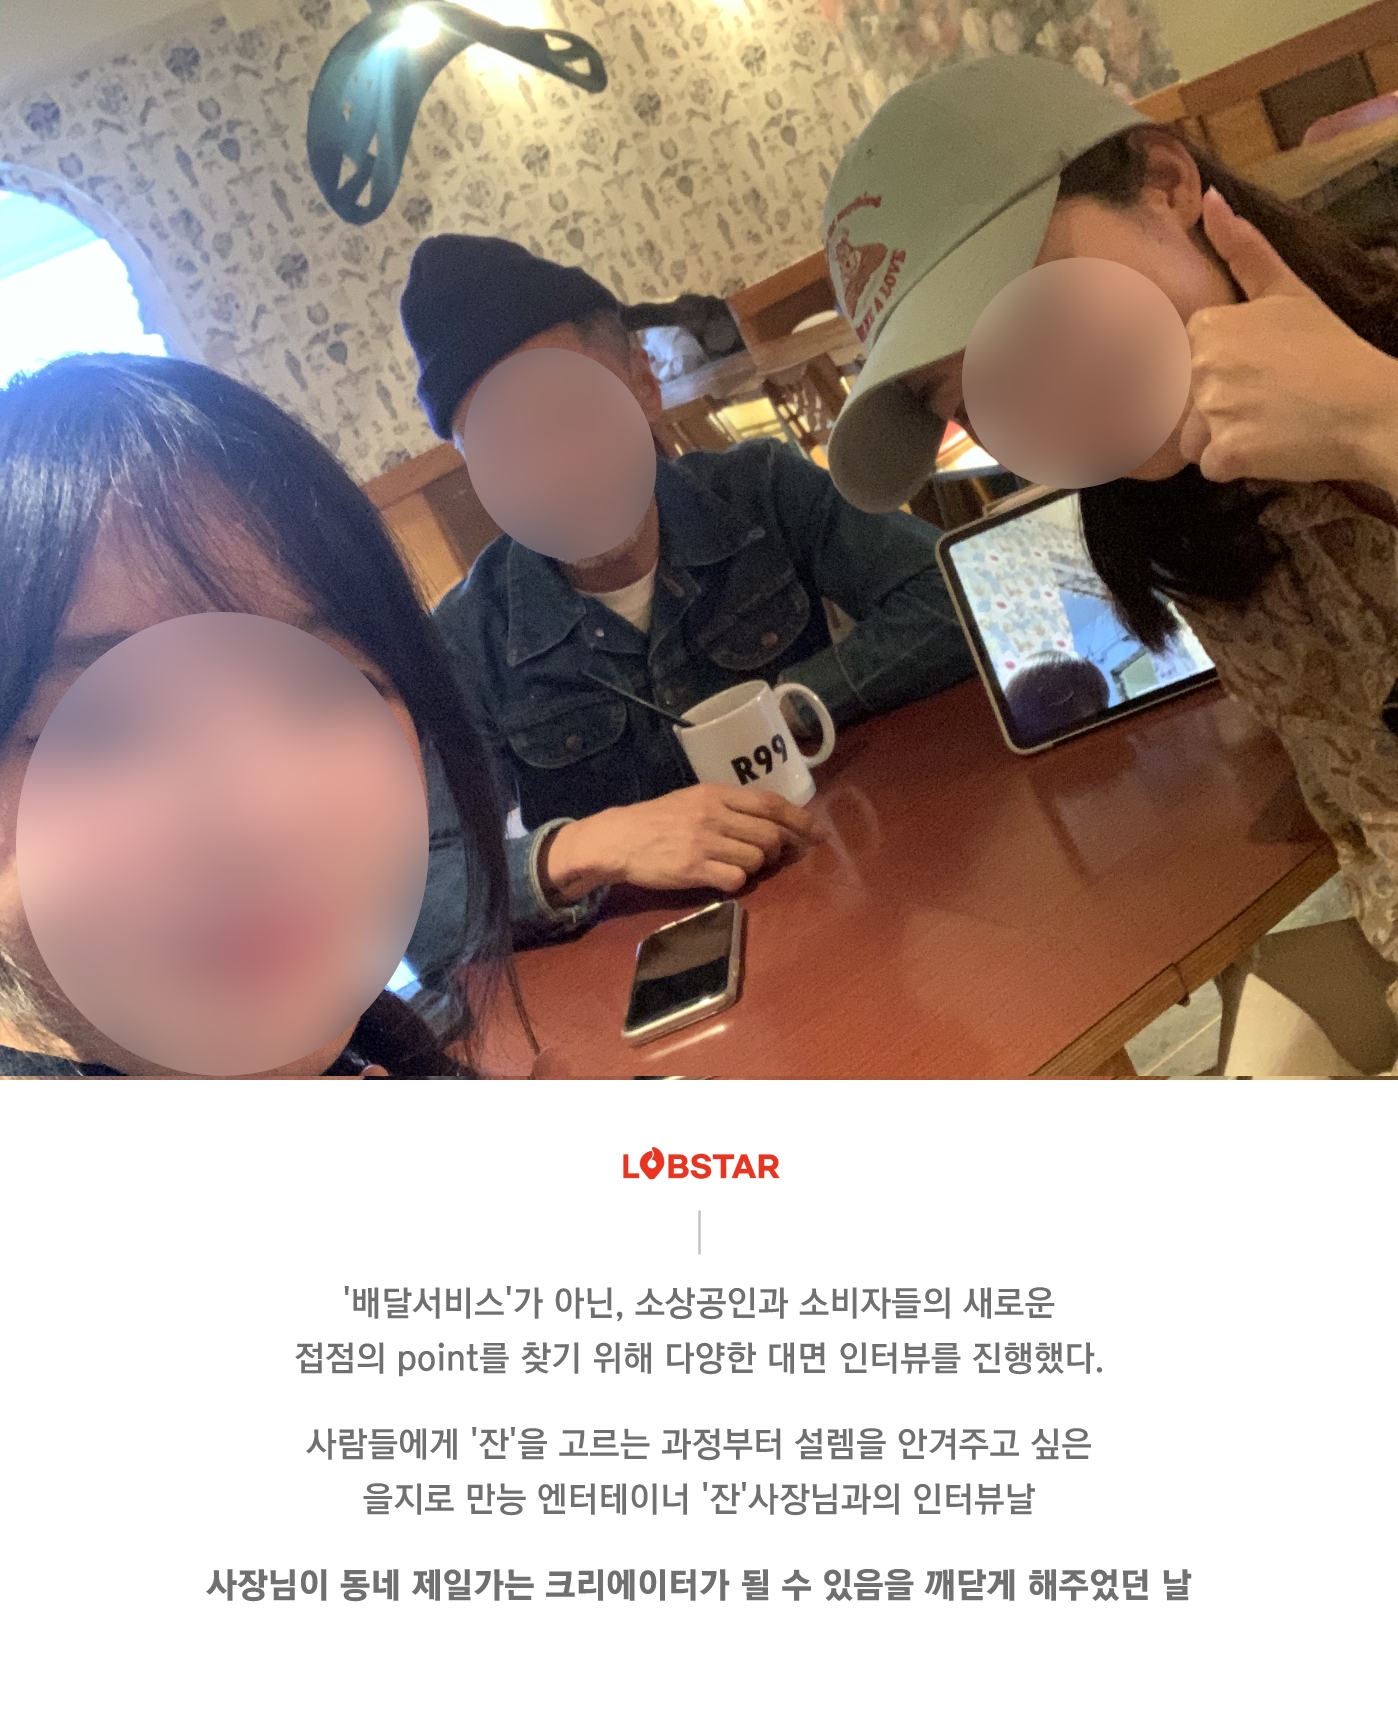 A LOVE
R99
LOBSTAR
'배달서비스'가 아닌, 소상공인과 소비자들의 새로운
접점의 point를 찾기 위해 다양한 대면 인터뷰를 진행했다.
사람들에게 '잔'을 고르는 과정부터 설렘을 안겨주고 싶은
을지로 만능 엔터테이너 '잔'사장님과의 인터뷰날
사장님이 동네 제일가는 크리에이터가 될 수 있음을 깨닫게 해주었던 날